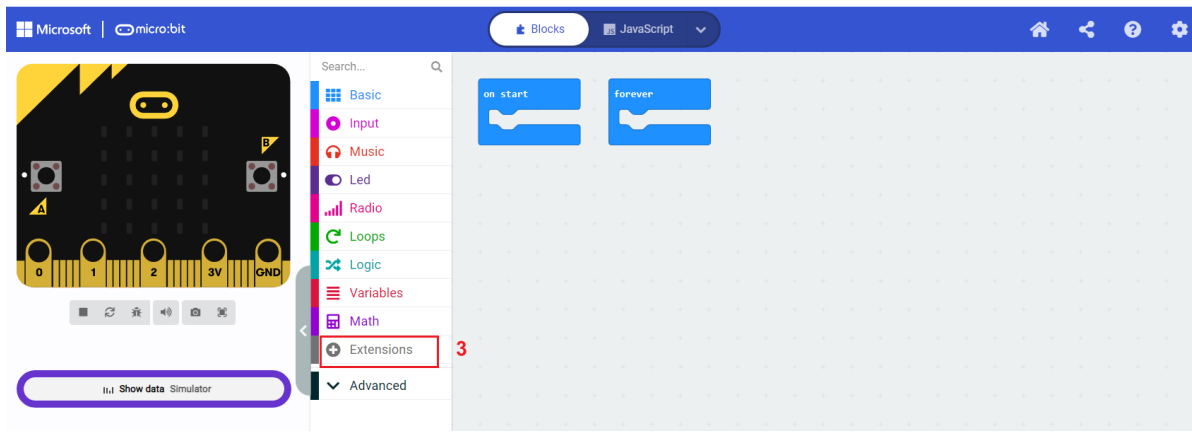 Microsoft micro:bit Blocks JS JavaScript
Search...
Basic
Input
Music
Led
Radio
Loops
Logic
Variables
Math
Extensions
Advanced
on start
forever
B
A
0 1 2 3V GND
Show data Simulator
3